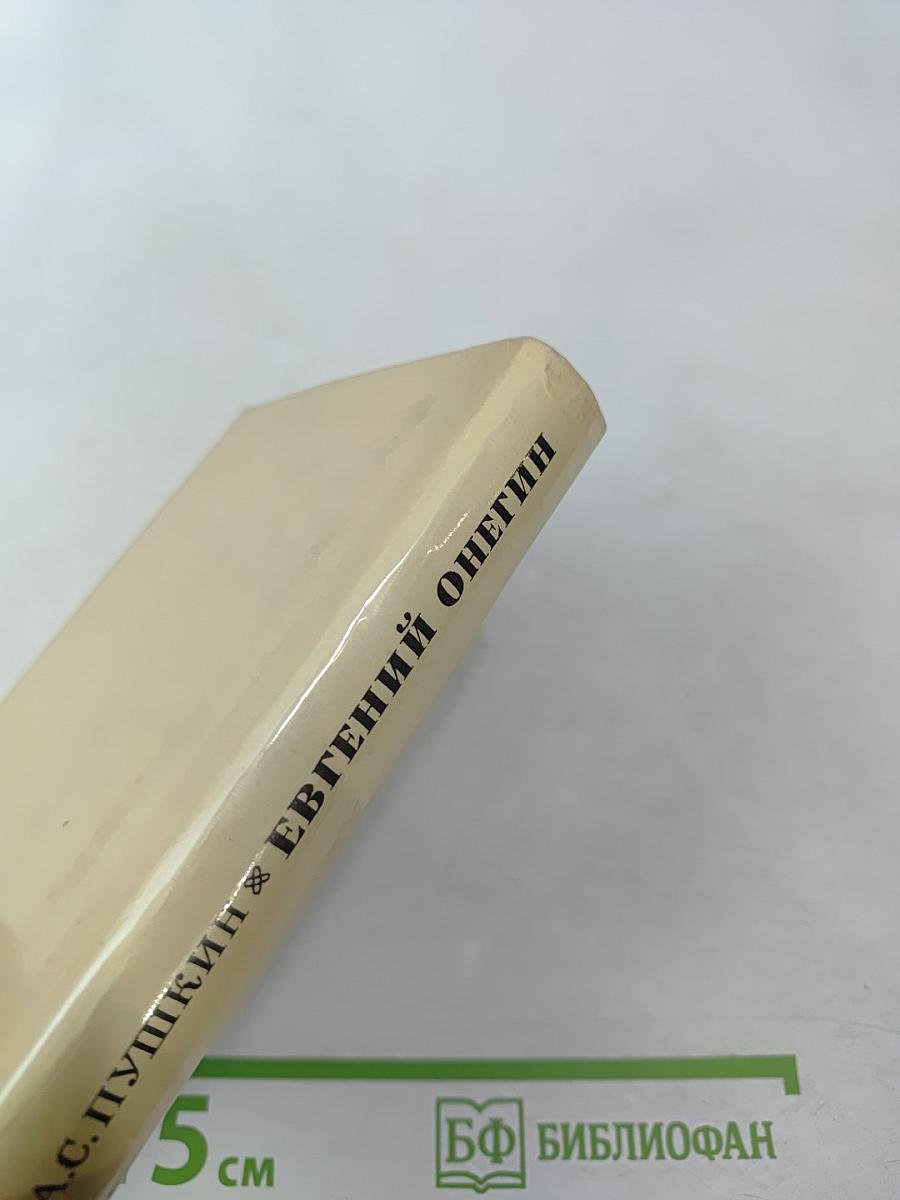 А.С. ПУШКИН ЕВГЕНИЙ ОНЕГИН
5 см
БФ БИБЛИОФАН